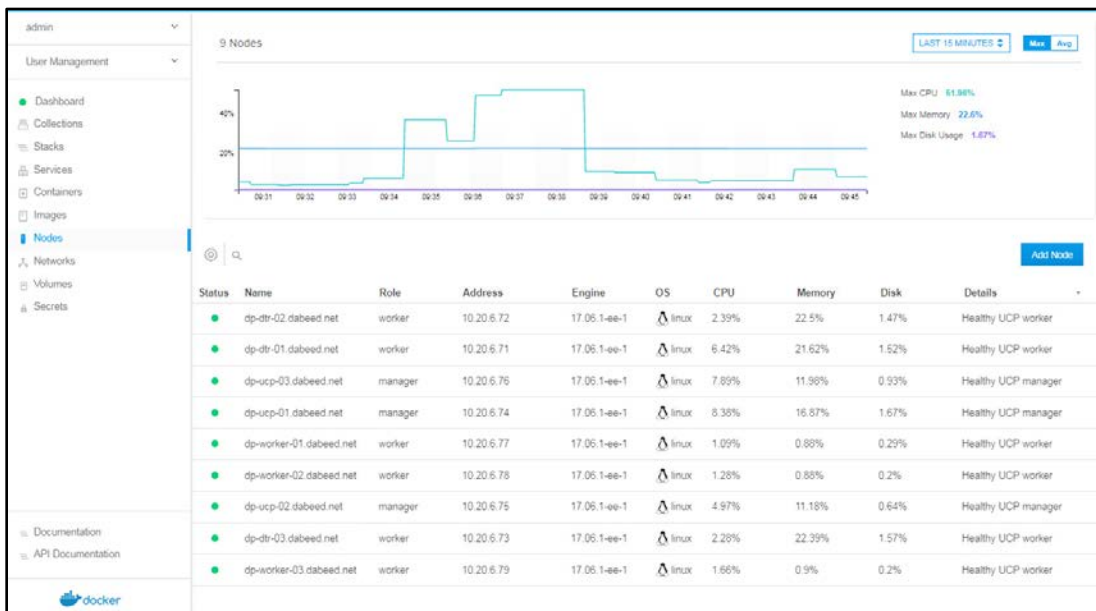 admin
User Management
Dashboard
Collections
Stacks
Services
Containers
Images
Nodes
Networks
Volumes
Secrets
Documentation
API Documentation
docker
9 Nodes
LAST 15 MINUTES
Max Avg
Max CPU 51.96%
Max Memory 22.6%
Max Disk Usage 1.67%
40%
20%
09:31 09:32 09:33 09:34 09:35 09:36 09:37 09:38 09:39 09:40 09:41 09:42 09:43 09:44 09:45
Add Node
Status Name Role Address Engine OS CPU Memory Disk Details
dp-dtr-02.dabeed.net worker 10.20.6.72 17.06.1-ee-1 linux 2.39% 22.5% 1.47% Healthy UCP worker
dp-dtr-01.dabeed.net worker 10.20.6.71 17.06.1-ee-1 linux 6.42% 21.62% 1.52% Healthy UCP worker
dp-ucp-03.dabeed.net manager 10.20.6.76 17.06.1-ee-1 linux 7.89% 11.98% 0.93% Healthy UCP manager
dp-ucp-01.dabeed.net manager 10.20.6.74 17.06.1-ee-1 linux 8.38% 16.87% 1.67% Healthy UCP manager
dp-worker-01.dabeed.net worker 10.20.6.77 17.06.1-ee-1 linux 1.09% 0.88% 0.29% Healthy UCP worker
dp-worker-02.dabeed.net worker 10.20.6.78 17.06.1-ee-1 linux 1.28% 0.88% 0.2% Healthy UCP worker
dp-ucp-02.dabeed.net manager 10.20.6.75 17.06.1-ee-1 linux 4.97% 11.18% 0.64% Healthy UCP manager
dp-dtr-03.dabeed.net worker 10.20.6.73 17.06.1-ee-1 linux 2.28% 22.39% 1.57% Healthy UCP worker
dp-worker-03.dabeed.net worker 10.20.6.79 17.06.1-ee-1 linux 1.66% 0.9% 0.2% Healthy UCP worker